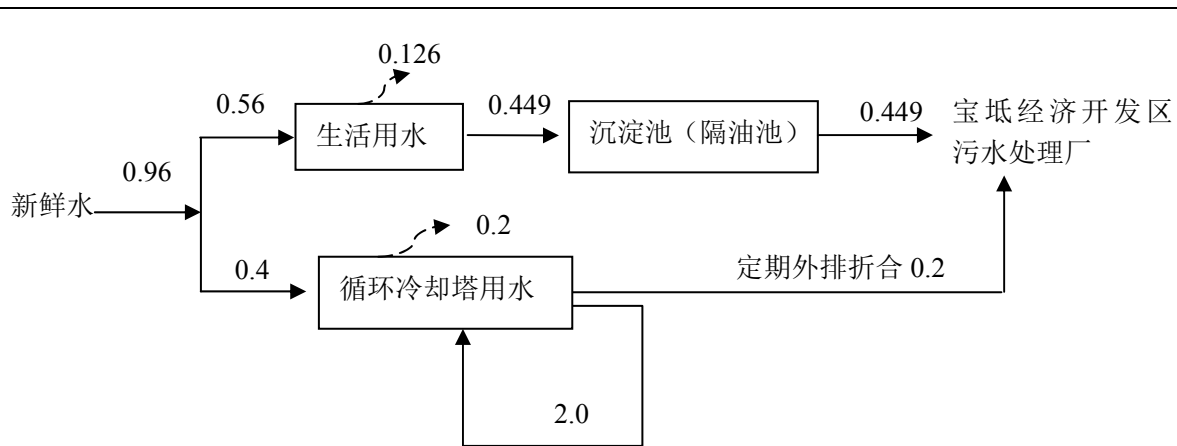 0.126
0.56
生活用水
0.449
沉淀池（隔油池）
0.449
宝坻经济开发区
污水处理厂
0.96
新鲜水
0.2
0.4
循环冷却塔用水
定期外排折合 0.2
2.0